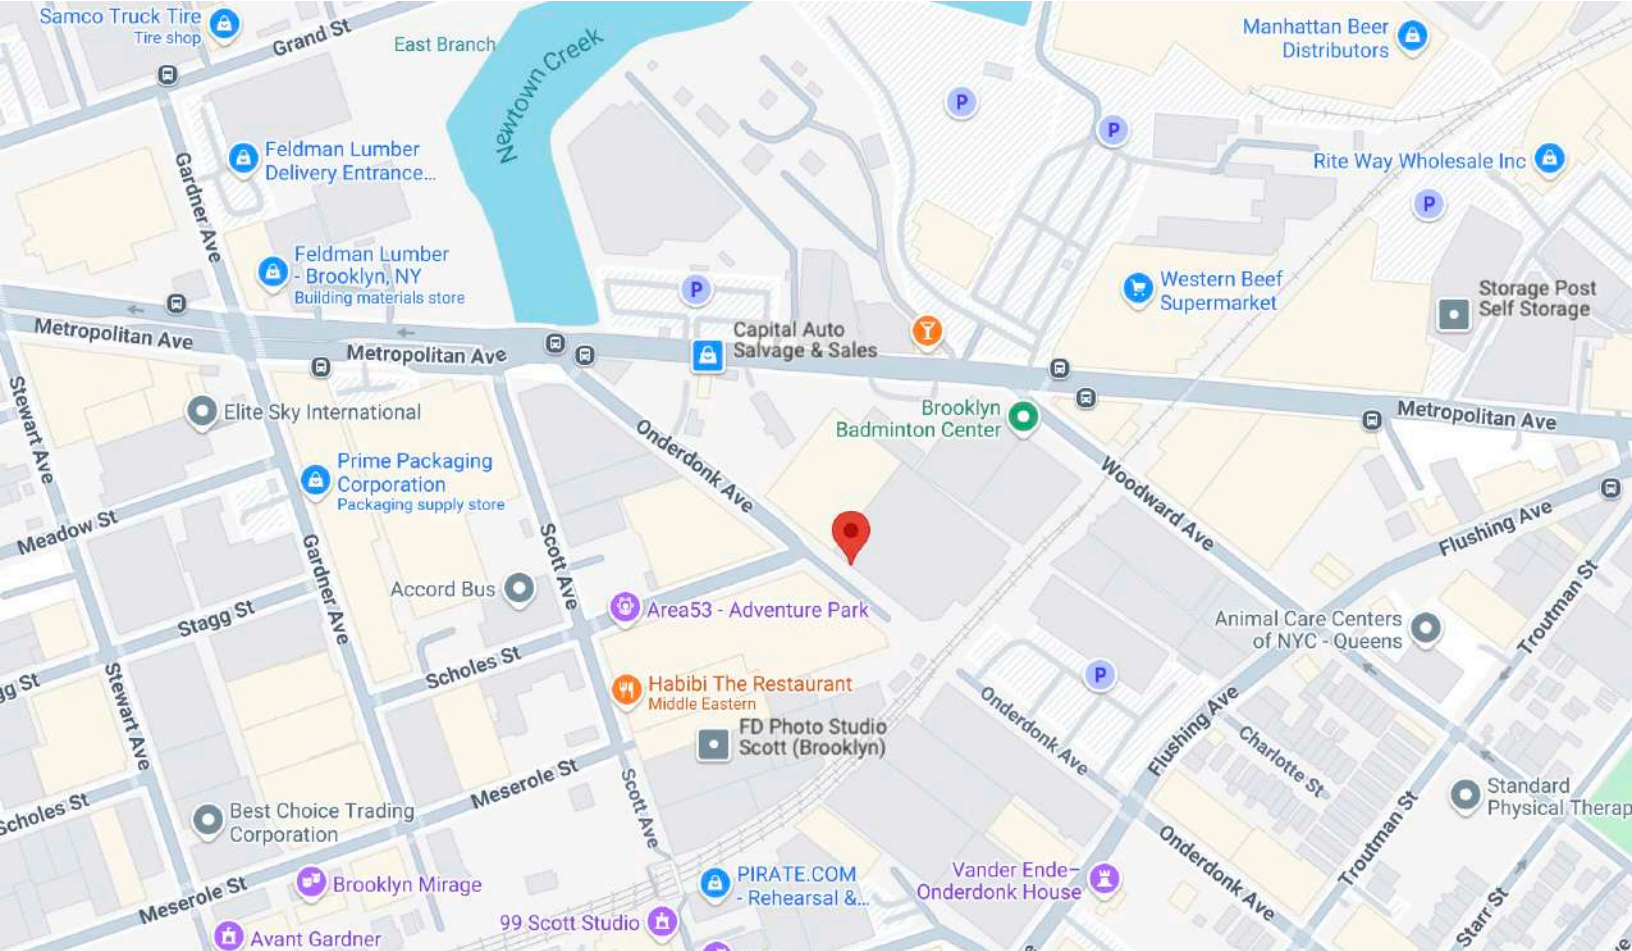 Samco Truck Tire
Tire shop
Grand St
East Branch
Newtown Creek
Manhattan Beer
Distributors
P
P
Feldman Lumber
Delivery Entrance...
Rite Way Wholesale Inc
P
Gardner Ave
Feldman Lumber
- Brooklyn, NY
Building materials store
P
Western Beef
Supermarket
Storage Post
Self Storage
Metropolitan Ave
Metropolitan Ave
Capital Auto
Salvage & Sales
Stewart Ave
Elite Sky International
Brooklyn
Badminton Center
Metropolitan Ave
Onderdonk Ave
Prime Packaging
Corporation
Packaging supply store
Woodward Ave
Meadow St
Flushing Ave
Gardner Ave
Scott Ave
Accord Bus
Area53 - Adventure Park
Stagg St
Animal Care Centers
of NYC - Queens
Troutman St
gg St
Scholes St
Stewart Ave
Habibi The Restaurant
Middle Eastern
P
FD Photo Studio
Scott (Brooklyn)
Onderdonk Ave
Flushing Ave
Charlotte St
Meserole St
Scott Ave
Scholes St
Best Choice Trading
Corporation
Standard
Physical Therap
Troutman St
Onderdonk Ave
Meserole St
Brooklyn Mirage
PIRATE.COM
- Rehearsal &...
Vander Ende-
Onderdonk House
99 Scott Studio
Avant Gardner
Starr St